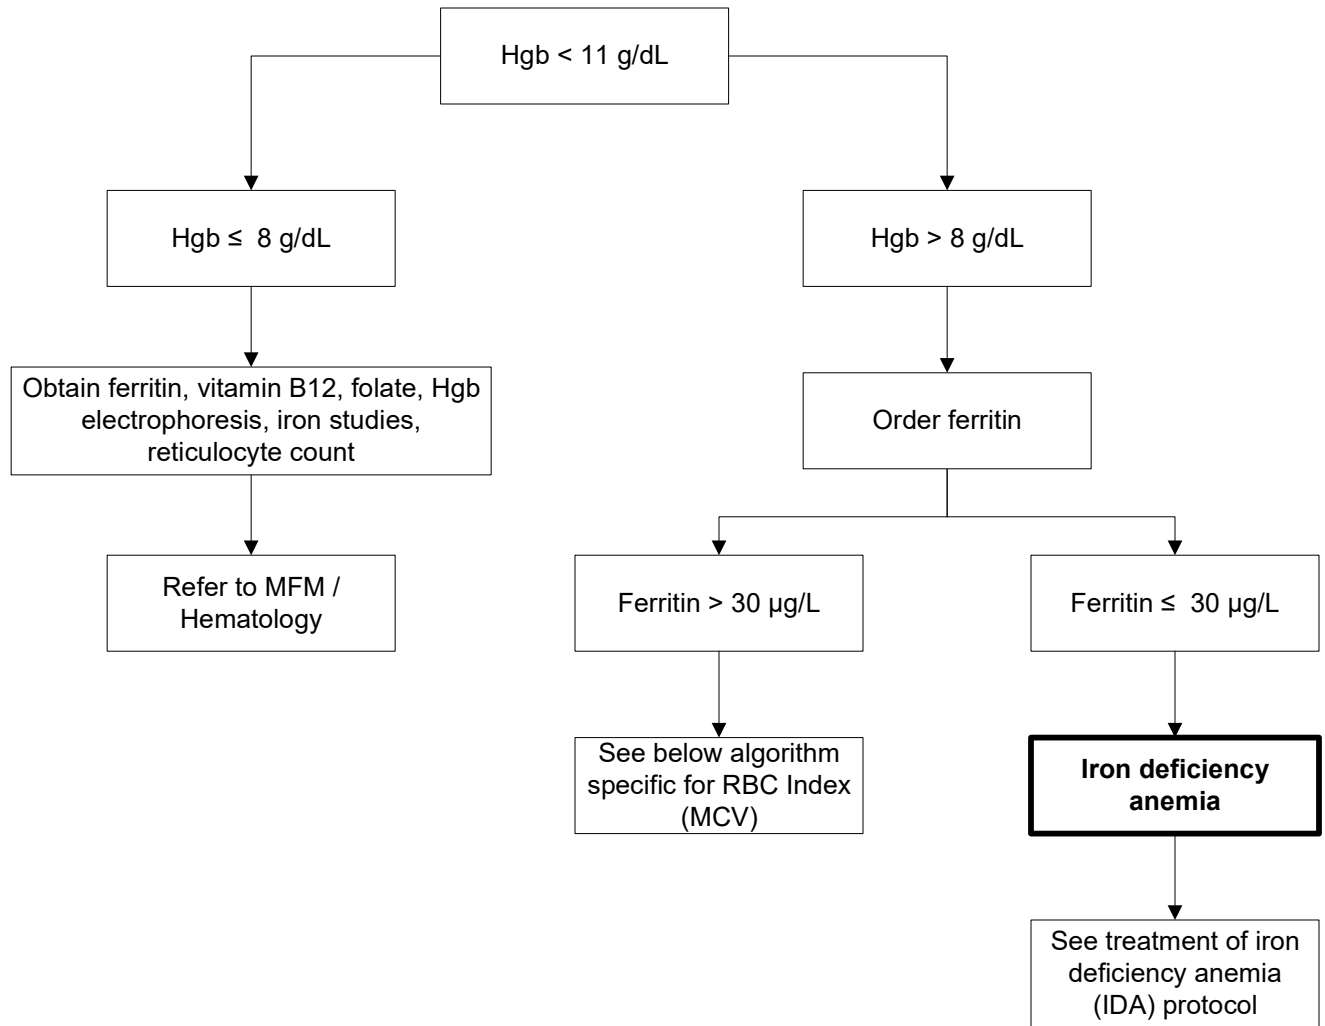 Hgb < 11 g/dL
Hgb ≤ 8 g/dL
Hgb > 8 g/dL
Obtain ferritin, vitamin B12, folate, Hgb
electrophoresis, iron studies,
reticulocyte count
Order ferritin
Refer to MFM /
Hematology
Ferritin > 30 µg/L
Ferritin ≤ 30 µg/L
See below algorithm
specific for RBC Index
(MCV)
Iron deficiency
anemia
See treatment of iron
deficiency anemia
(IDA) protocol